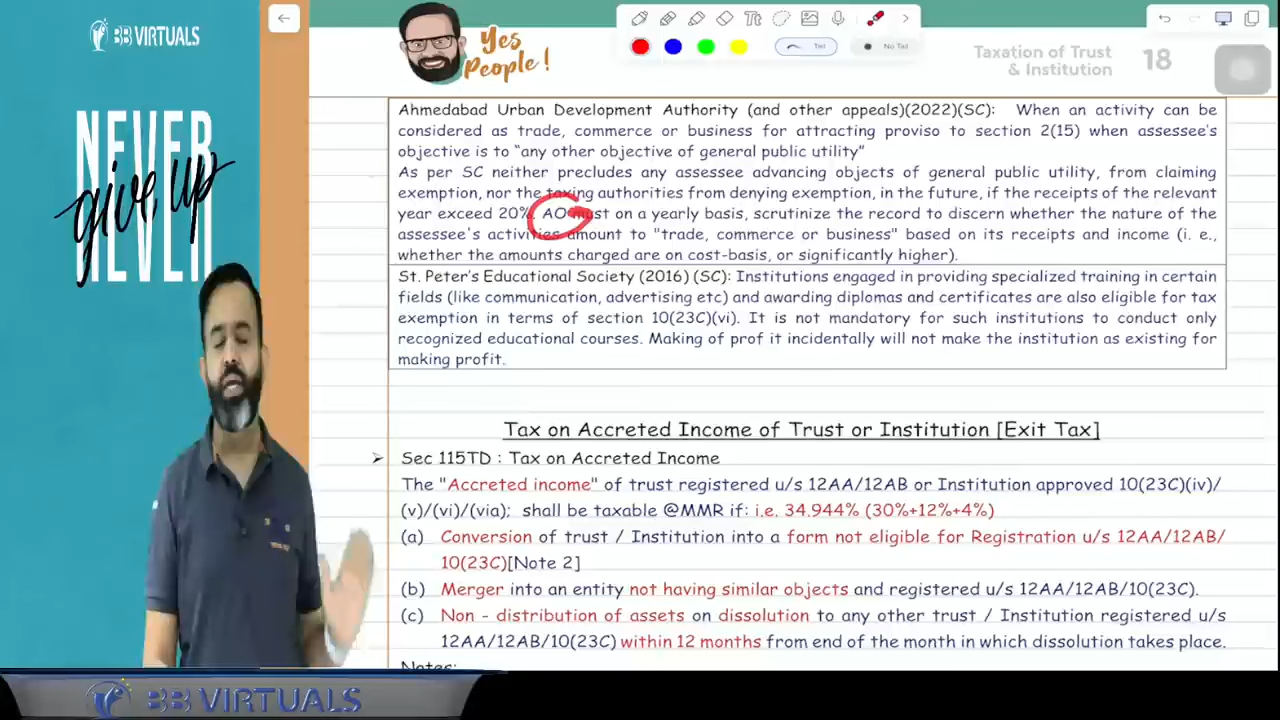 BB VIRTUALS
NEVER
give up
NEVER
Yes
People!
Tt
Tail
No Tail
Taxation of Trust
& Institution
18
Ahmedabad Urban Development Authority (and other appeals)(2022)(SC): When an activity can be
considered as trade, commerce or business for attracting proviso to section 2(15) when assessee's
objective is to "any other objective of general public utility"
As per SC neither precludes any assessee advancing objects of general public utility, from claiming
exemption, nor the taxing authorities from denying exemption, in the future, if the receipts of the relevant
year exceed 20%. AO must on a yearly basis, scrutinize the record to discern whether the nature of the
assessee's activities amount to "trade, commerce or business" based on its receipts and income (i. e.,
whether the amounts charged are on cost-basis, or significantly higher).
St. Peter's Educational Society (2016) (SC): Institutions engaged in providing specialized training in certain
fields (like communication, advertising etc) and awarding diplomas and certificates are also eligible for tax
exemption in terms of section 10(23C)(vi). It is not mandatory for such institutions to conduct only
recognized educational courses. Making of prof it incidentally will not make the institution as existing for
making profit.
Tax on Accreted Income of Trust or Institution [Exit Tax]
➢ Sec 115TD : Tax on Accreted Income
The "Accreted income" of trust registered u/s 12AA/12AB or Institution approved 10(23C)(iv)/
(v)/(vi)/(via); shall be taxable @MMR if: i.e. 34.944% (30%+12%+4%)
(a) Conversion of trust / Institution into a form not eligible for Registration u/s 12AA/12AB/
10(23C)[Note 2]
(b) Merger into an entity not having similar objects and registered u/s 12AA/12AB/10(23C).
(c) Non - distribution of assets on dissolution to any other trust / Institution registered u/s
12AA/12AB/10(23C) within 12 months from end of the month in which dissolution takes place.
Notes:
BB VIRTUALS